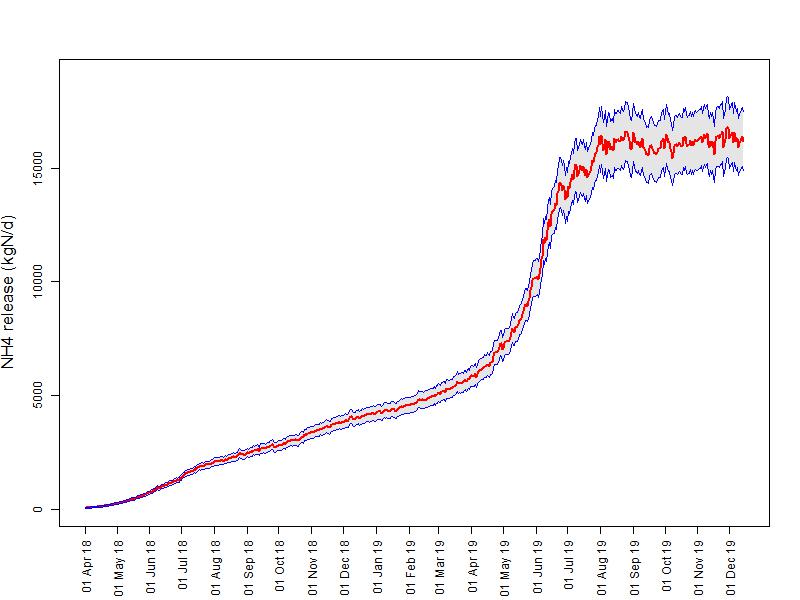 NH4 release (kgN/d)
15000
10000
5000
0
01 Apr 18
01 May 18
01 Jun 18
01 Jul 18
01 Aug 18
01 Sep 18
01 Oct 18
01 Nov 18
01 Dec 18
01 Jan 19
01 Feb 19
01 Mar 19
01 Apr 19
01 May 19
01 Jun 19
01 Jul 19
01 Aug 19
01 Sep 19
01 Oct 19
01 Nov 19
01 Dec 19